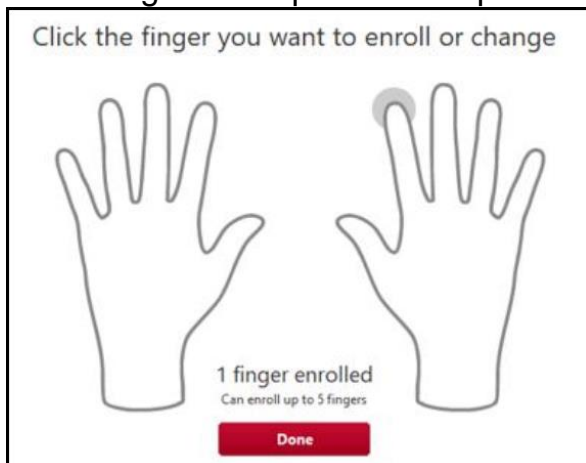 Click the finger you want to enroll or change
1 finger enrolled
Can enroll up to 5 fingers
Done